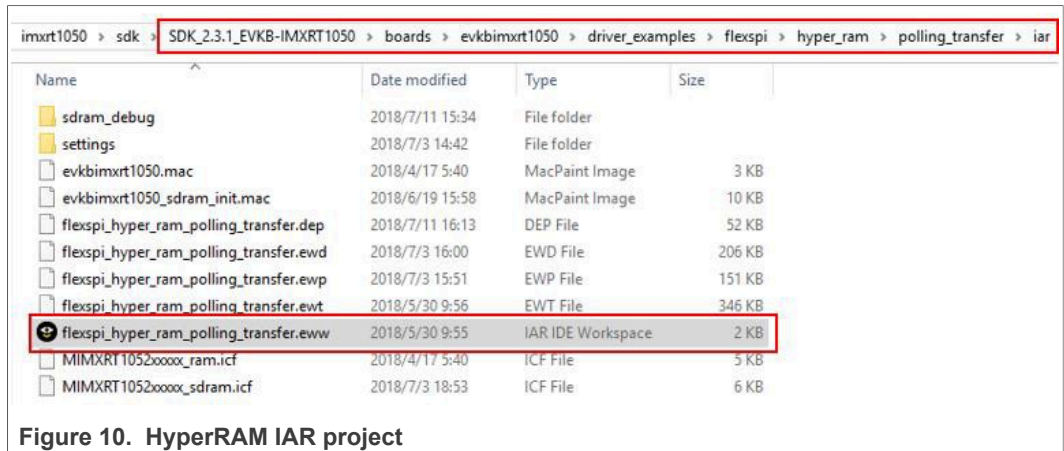 imxrt1050 > sdk > SDK_2.3.1_EVKB-IMXRT1050 > boards > evkbimxrt1050 > driver_examples > flexspi > hyper_ram > polling_transfer > iar
Name Date modified Type Size
sdram_debug 2018/7/11 15:34 File folder
settings 2018/7/3 14:42 File folder
evkbimxrt1050.mac 2018/4/17 5:40 MacPaint Image 3 KB
evkbimxrt1050_sdram_init.mac 2018/6/19 15:58 MacPaint Image 10 KB
flexspi_hyper_ram_polling_transfer.dep 2018/7/11 16:13 DEP File 52 KB
flexspi_hyper_ram_polling_transfer.ewd 2018/7/3 16:00 EWD File 206 KB
flexspi_hyper_ram_polling_transfer.ewp 2018/7/3 15:51 EWP File 151 KB
flexspi_hyper_ram_polling_transfer.ewt 2018/5/30 9:56 EWT File 346 KB
flexspi_hyper_ram_polling_transfer.eww 2018/5/30 9:55 IAR IDE Workspace 2 KB
MIMXRT1052xxxxx_ram.icf 2018/4/17 5:40 ICF File 5 KB
MIMXRT1052xxxxx_sdram.icf 2018/7/3 18:53 ICF File 6 KB
Figure 10. HyperRAM IAR project